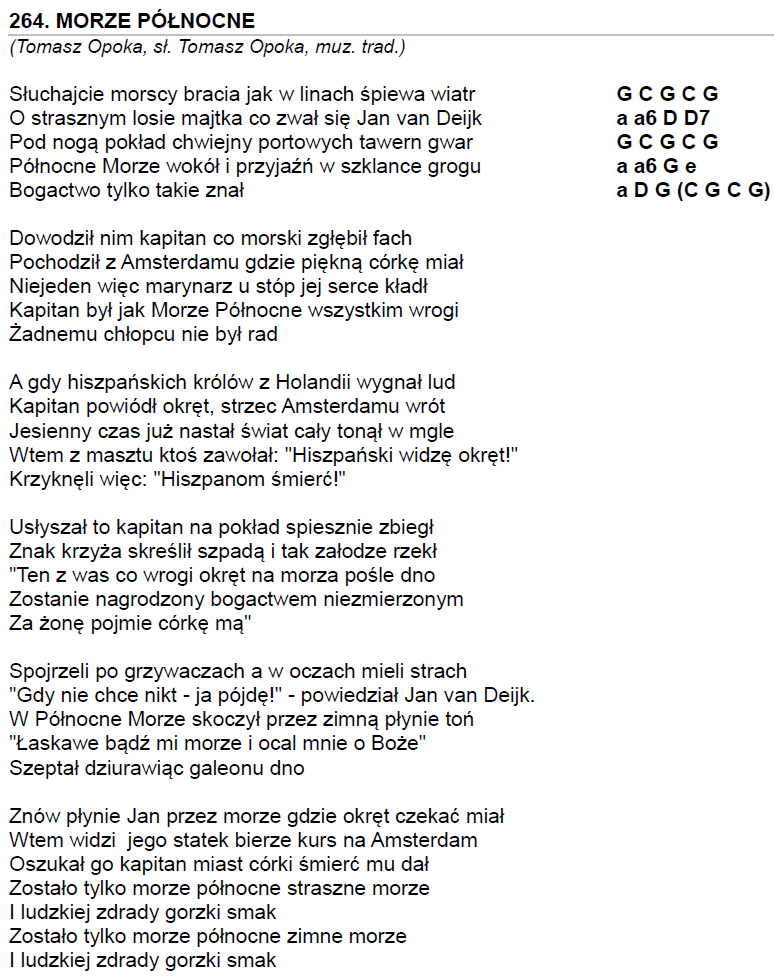 264. MORZE PÓŁNOCNE
(Tomasz Opoka, sł. Tomasz Opoka, muz. trad.)
Słuchajcie morscy bracia jak w linach śpiewa wiatr G C G C G
O strasznym losie majtka co zwał się Jan van Deijk a a6 D D7
Pod nogą pokład chwiejny portowych tawern gwar G C G C G
Północne Morze wokół i przyjaźń w szklance grogu a a6 G e
Bogactwo tylko takie znał a D G (C G C G)
Dowodził nim kapitan co morski zgłębił fach
Pochodził z Amsterdamu gdzie piękną córkę miał
Niejeden więc marynarz u stóp jej serce kładł
Kapitan był jak Morze Północne wszystkim wrogi
Żadnemu chłopcu nie był rad
A gdy hiszpańskich królów z Holandii wygnał lud
Kapitan powiódł okręt, strzec Amsterdamu wrót
Jesienny czas już nastał świat cały tonął w mgle
Wtem z masztu ktoś zawołał: "Hiszpański widzę okręt!"
Krzyknęli więc: "Hiszpanom śmierć!"
Usłyszał to kapitan na pokład spiesznie zbiegł
Znak krzyża skreślił szpadą i tak załodze rzekł
"Ten z was co wrogi okręt na morza pośle dno
Zostanie nagrodzony bogactwem niezmierzonym
Za żonę pojmie córkę mą"
Spojrzeli po grzywaczach a w oczach mieli strach
"Gdy nie chce nikt - ja pójdę!" - powiedział Jan van Deijk.
W Północne Morze skoczył przez zimną płynie toń
"Łaskawe bądź mi morze i ocal mnie o Boże"
Szeptał dziurawiąc galeonu dno
Znów płynie Jan przez morze gdzie okręt czekać miał
Wtem widzi  jego statek bierze kurs na Amsterdam
Oszukał go kapitan miast córki śmierć mu dał
Zostało tylko morze północne straszne morze
I ludzkiej zdrady gorzki smak
Zostało tylko morze północne zimne morze
I ludzkiej zdrady gorzki smak